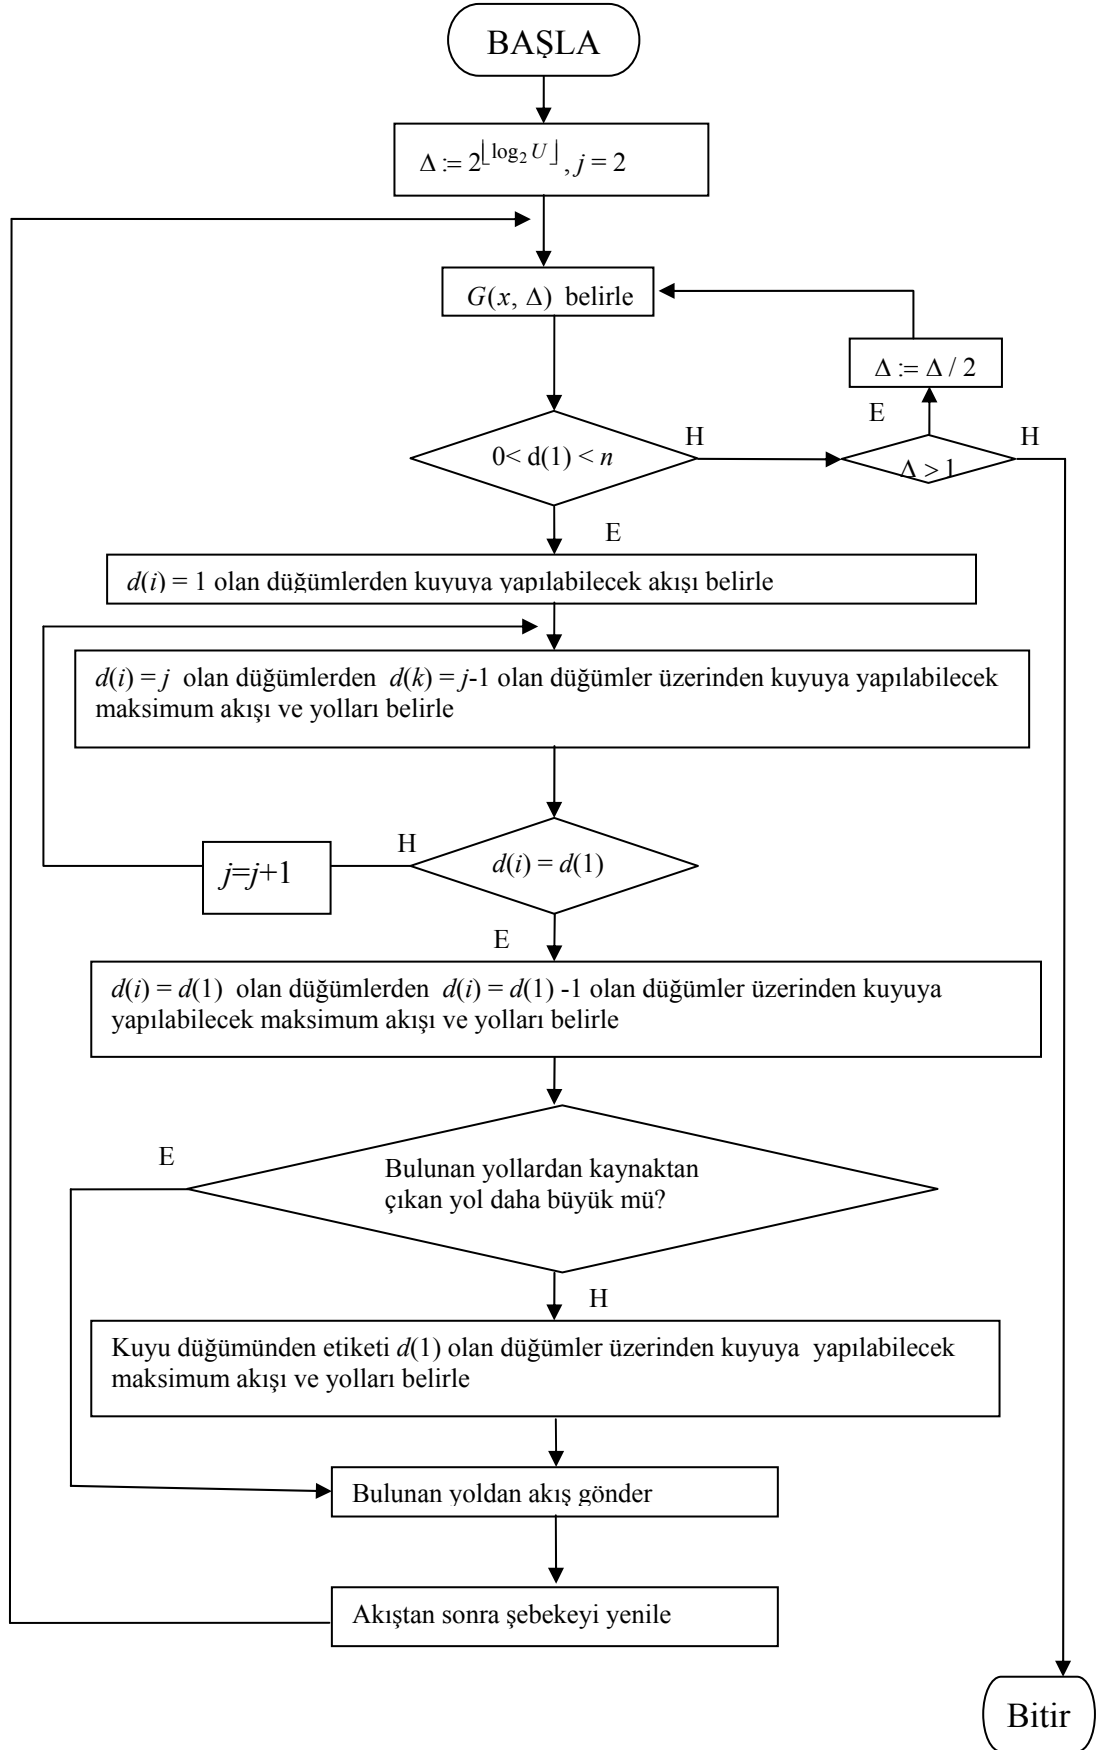 BAŞLA
Δ := 2^⌊log₂ U⌋ , j = 2
G(x, Δ) belirle
Δ := Δ / 2
E
H
H
0< d(1) < n
Δ > 1
E
d(i) = 1 olan düğümlerden kuyuya yapılabilecek akışı belirle
d(i) = j olan düğümlerden d(k) = j-1 olan düğümler üzerinden kuyuya yapılabilecek
maksimum akışı ve yolları belirle
H
d(i) = d(1)
j=j+1
E
d(i) = d(1) olan düğümlerden d(i) = d(1) -1 olan düğümler üzerinden kuyuya
yapılabilecek maksimum akışı ve yolları belirle
E
Bulunan yollardan kaynaktan
çıkan yol daha büyük mü?
H
Kuyu düğümünden etiketi d(1) olan düğümler üzerinden kuyuya yapılabilecek
maksimum akışı ve yolları belirle
Bulunan yoldan akış gönder
Akıştan sonra şebekeyi yenile
Bitir